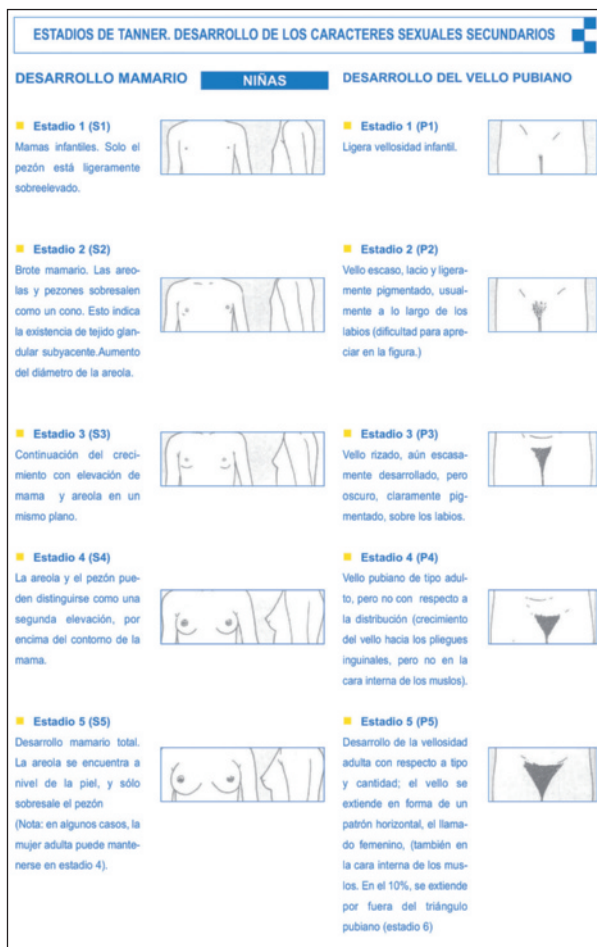 ESTADIOS DE TANNER. DESARROLLO DE LOS CARACTERES SEXUALES SECUNDARIOS
DESARROLLO MAMARIO
NIÑAS
DESARROLLO DEL VELLO PUBIANO
Estadio 1 (S1)
Mamas infantiles. Solo el
pezón está ligeramente
sobreelevado.
Estadio 1 (P1)
Ligera vellosidad infantil.
Estadio 2 (S2)
Brote mamario. Las areo-
las y pezones sobresalen
como un cono. Esto indica
la existencia de tejido glan-
dular subyacente.Aumento
del diámetro de la areola.
Estadio 2 (P2)
Vello escaso, lacio y ligera-
mente pigmentado, usual-
mente a lo largo de los
labios (dificultad para apre-
ciar en la figura.)
Estadio 3 (S3)
Continuación del creci-
miento con elevación de
mama y areola en un
mismo plano.
Estadio 3 (P3)
Vello rizado, aún escasa-
mente desarrollado, pero
oscuro, claramente pig-
mentado, sobre los labios.
Estadio 4 (S4)
La areola y el pezón pue-
den distinguirse como una
segunda elevación, por
encima del contorno de la
mama.
Estadio 4 (P4)
Vello pubiano de tipo adul-
to, pero no con respecto a
la distribución (crecimiento
del vello hacia los pliegues
inguinales, pero no en la
cara interna de los muslos).
Estadio 5 (S5)
Desarrollo mamario total.
La areola se encuentra a
nivel de la piel, y sólo
sobresale el pezón
(Nota: en algunos casos, la
mujer adulta puede mante-
nerse en estadio 4).
Estadio 5 (P5)
Desarrollo de la vellosidad
adulta con respecto a tipo
y cantidad; el vello se
extiende en forma de un
patrón horizontal, el llama-
do femenino, (también en
la cara interna de los mus-
los. En el 10%, se extiende
por fuera del triángulo
pubiano (estadio 6)